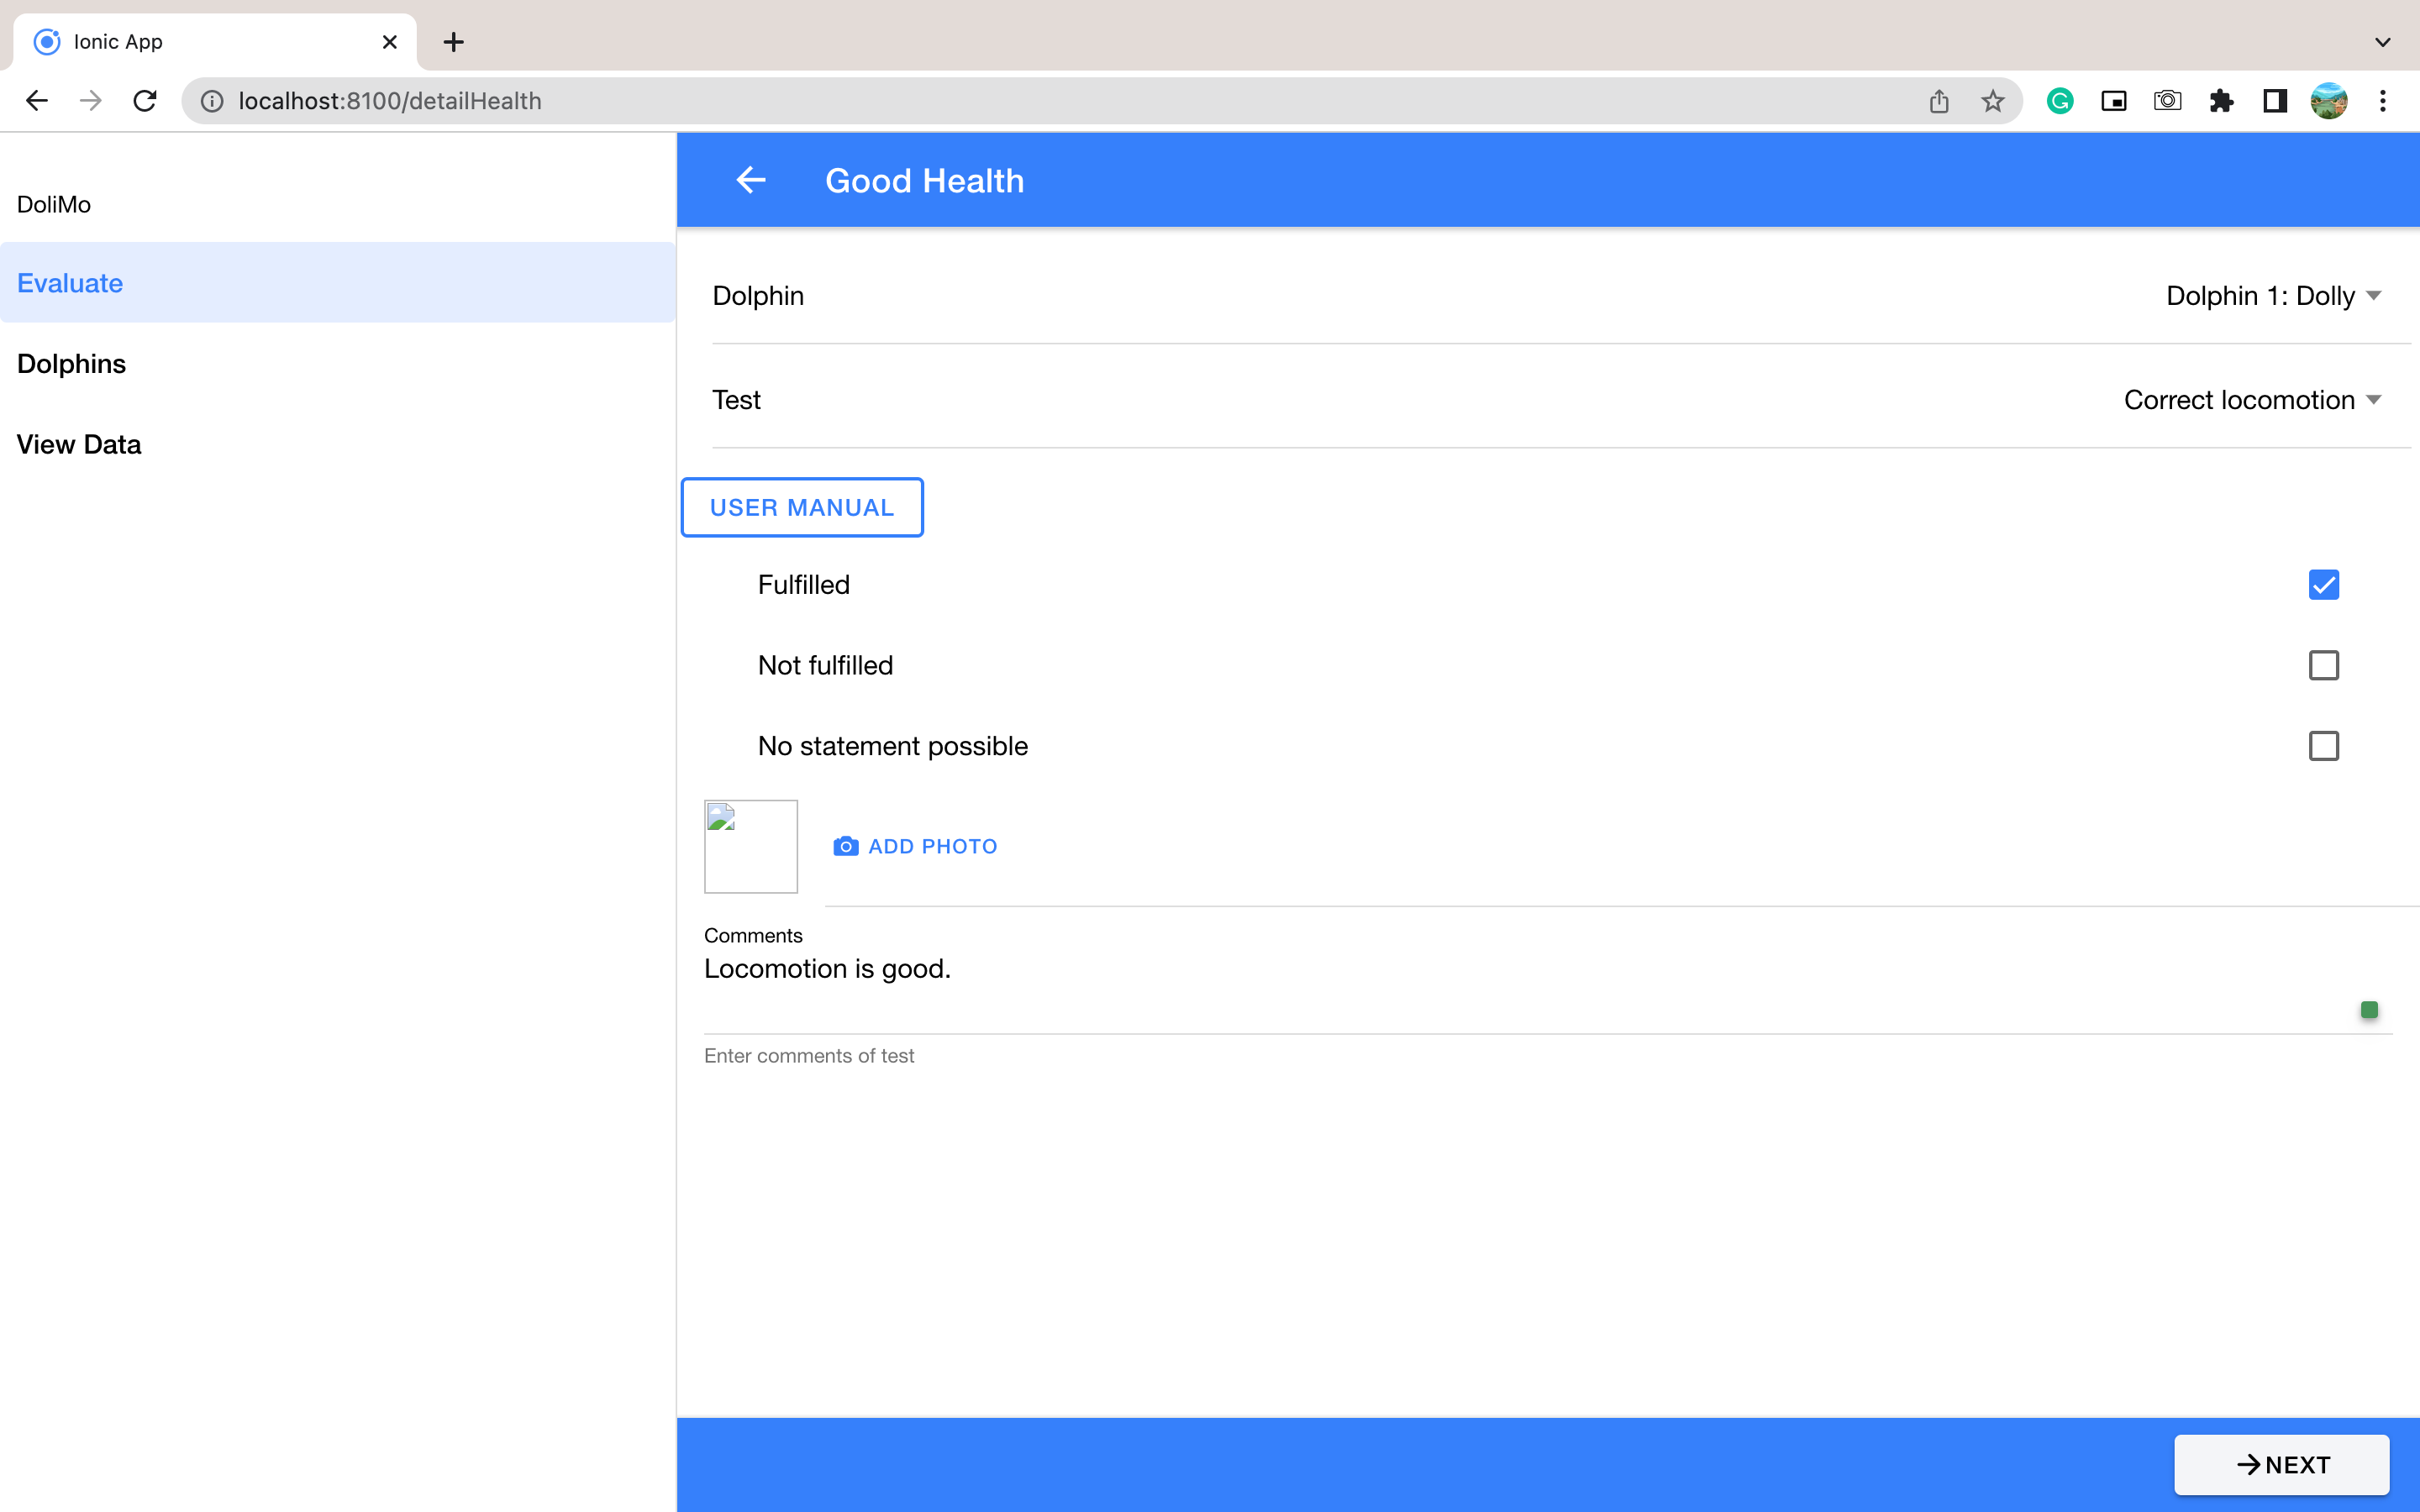 Ionic App
localhost:8100/detailHealth
DoliMo
Evaluate
Dolphins
View Data
Good Health
Dolphin
Dolphin 1: Dolly
Test
Correct locomotion
USER MANUAL
Fulfilled
Not fulfilled
No statement possible
ADD PHOTO
Comments
Locomotion is good.
Enter comments of test
NEXT